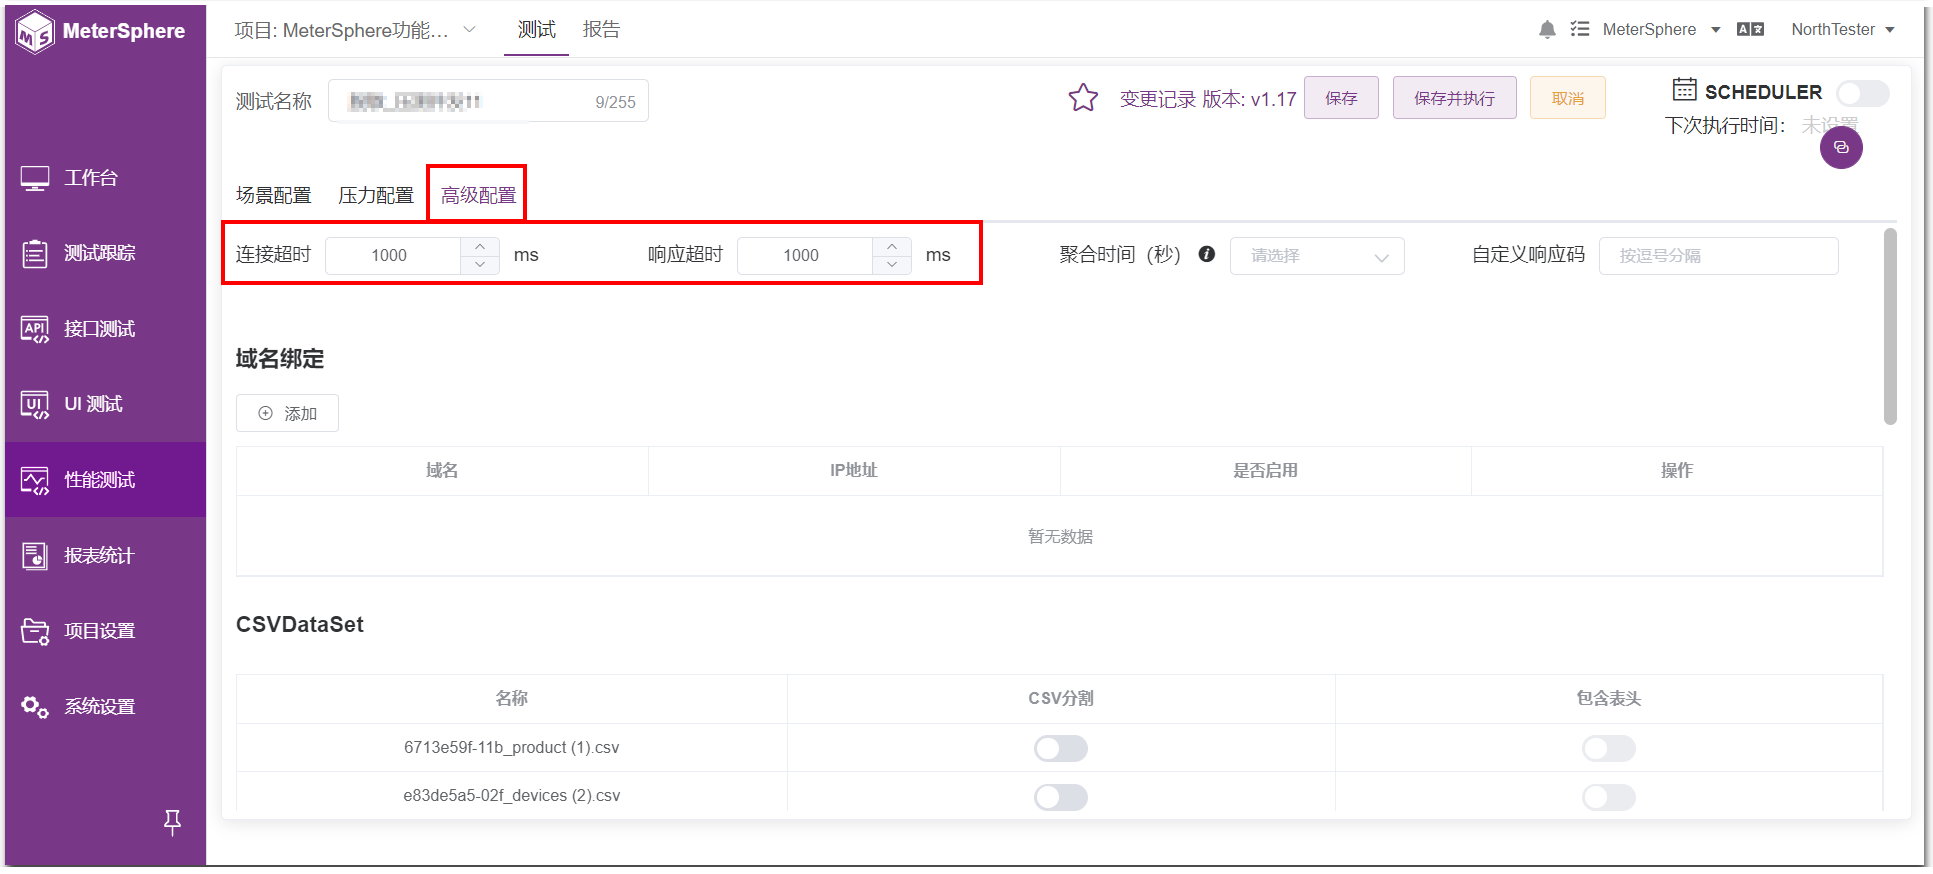 MeterSphere
项目: MeterSphere功能... 测试 报告
MeterSphere NorthTester
测试名称 9/255
变更记录 版本: v1.17 保存 保存并执行 取消
SCHEDULER
下次执行时间： 未设置
工作台
测试跟踪
接口测试
UI 测试
性能测试
报表统计
项目设置
系统设置
场景配置 压力配置 高级配置
连接超时 1000 ms 响应超时 1000 ms 聚合时间（秒） 请选择 自定义响应码 按逗号分隔
域名绑定
添加
域名 IP地址 是否启用 操作
暂无数据
CSVDataSet
名称 CSV分割 包含表头
6713e59f-11b_product (1).csv
e83de5a5-02f_devices (2).csv